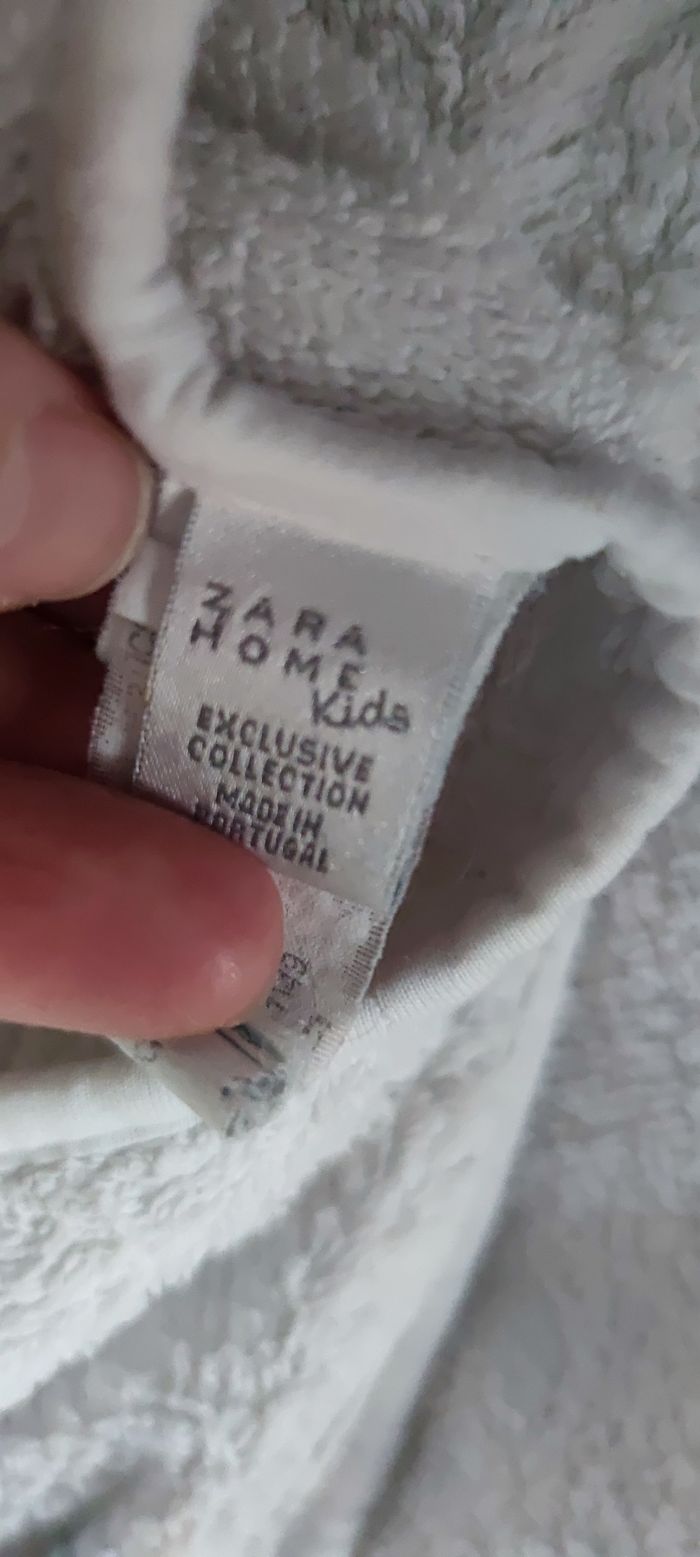 ZARA
HOME
Kids
EXCLUSIVE
COLLECTION
MADE IN
PORTUGAL